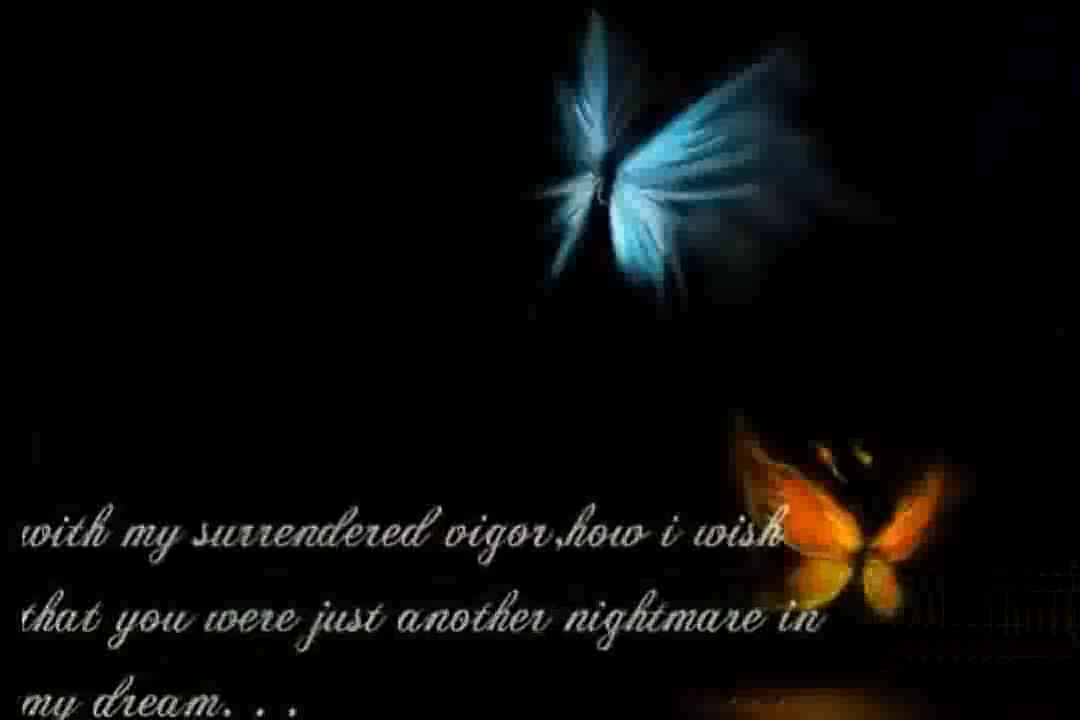 with my surrendered vigor,how i wish
that you were just another nightmare in
my dream. . .